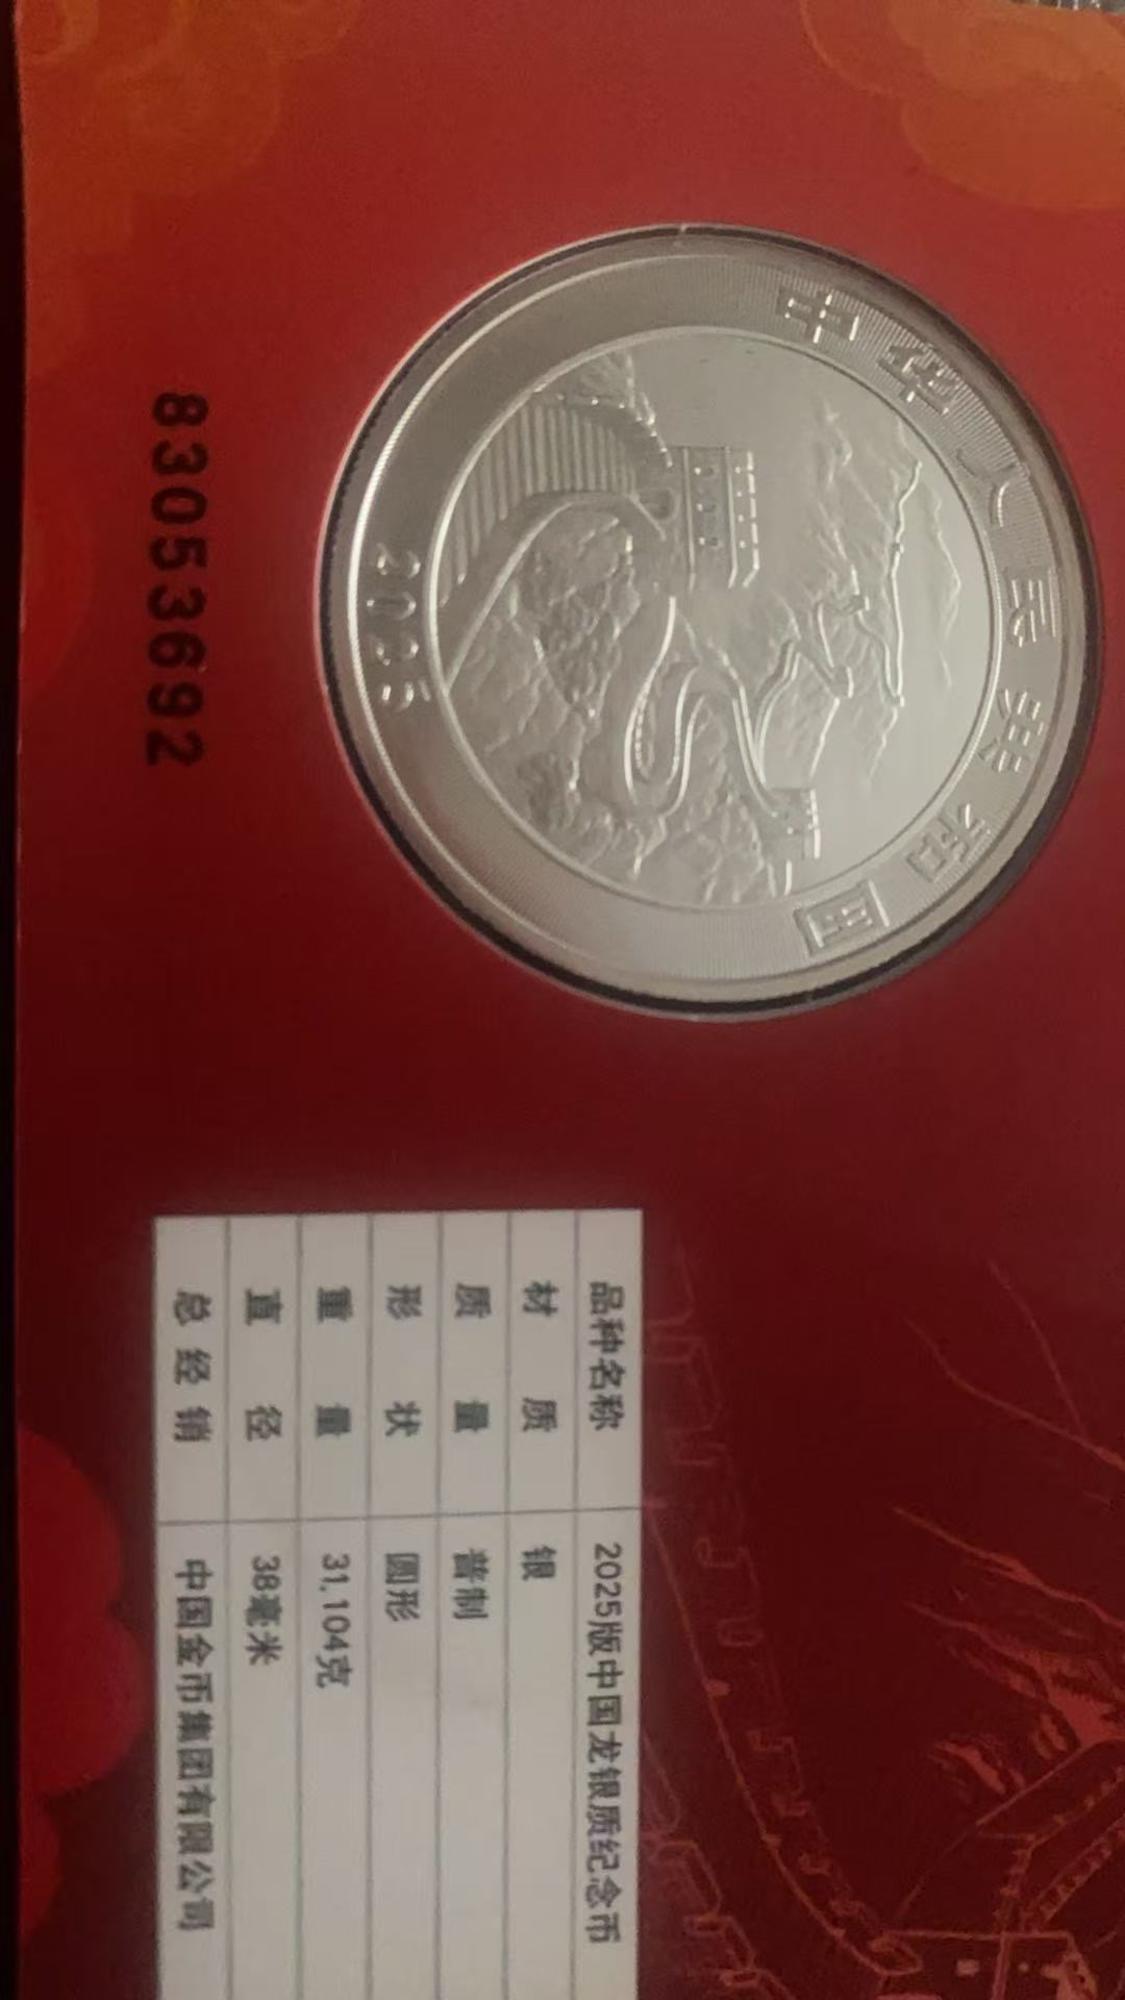 中华人民共和国
2025
83053692
品种名称 2025版中国龙银质纪念币
材质 银
质量 普制
形状 圆形
重量 31.104克
直径 38毫米
总经销 中国金币集团有限公司